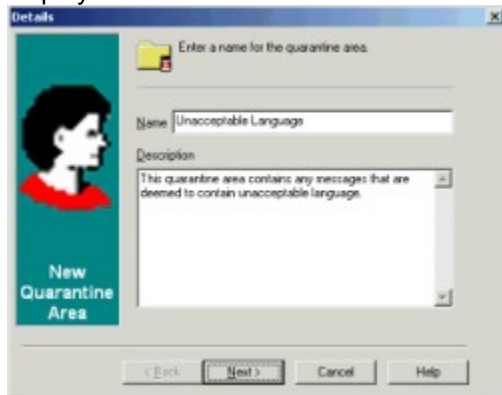 Details
Enter a name for the quarantine area.
Name Unacceptable Language
Description
This quarantine area contains any messages that are
deemed to contain unacceptable language.
New
Quarantine
Area
< Back Next > Cancel Help